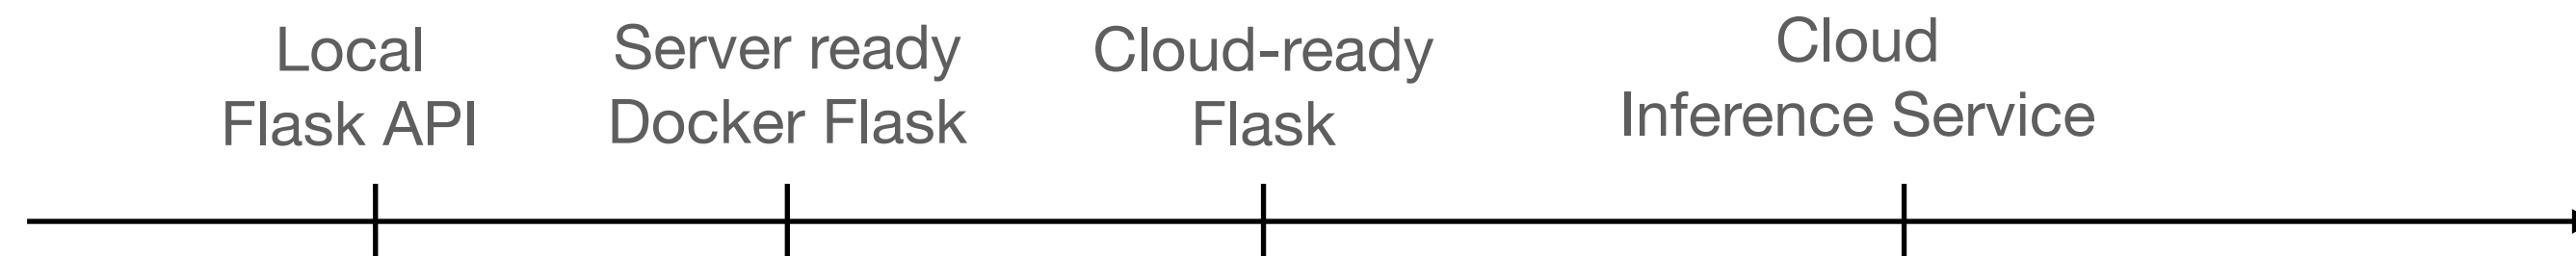 Local
Flask API
Server ready
Docker Flask
Cloud-ready
Flask
Cloud
Inference Service